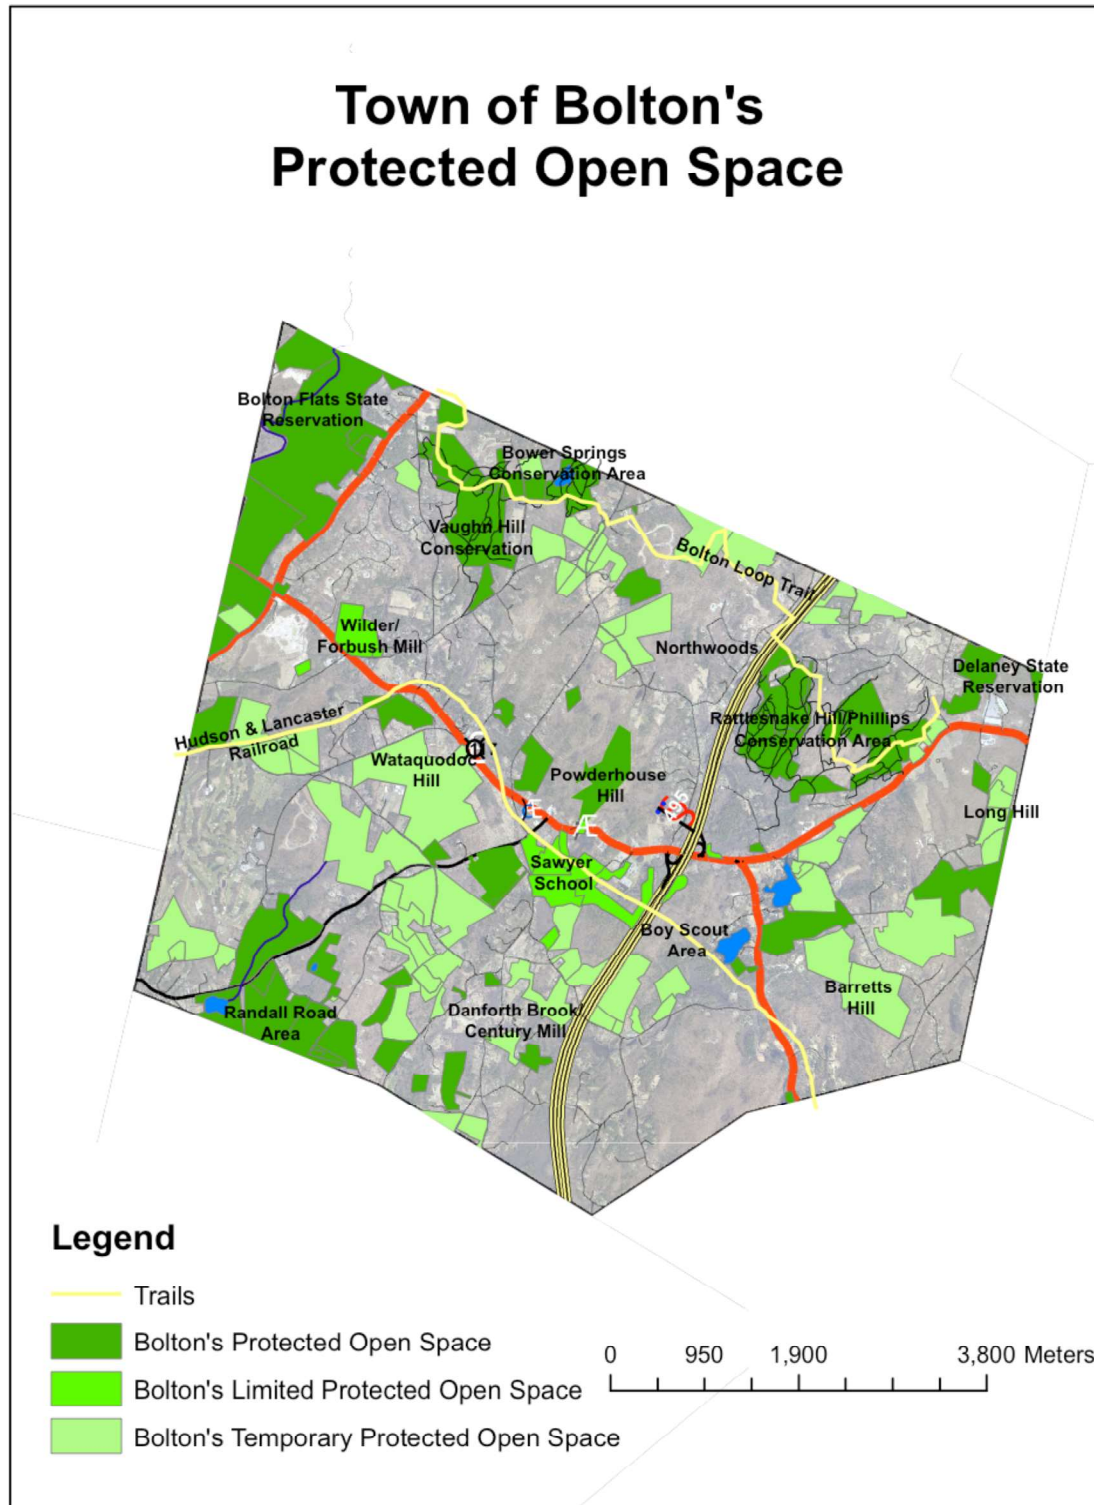 Town of Bolton's
Protected Open Space
Bolton Flats State
Reservation
Bower Springs
Conservation Area
Vaughn Hill
Conservation
Bolton Loop Trail
Wilder/
Forbush Mill
Northwoods
Delaney State
Reservation
Hudson & Lancaster
Railroad
Rattlesnake Hill/Phillips
Conservation Area
Wataquodoc
Hill
Powderhouse
Hill
495
Long Hill
Æ
Sawyer
School
Boy Scout
Area
Barretts
Hill
Randall Road
Area
Danforth Brook/
Century Mill
Legend
Trails
Bolton's Protected Open Space
Bolton's Limited Protected Open Space
Bolton's Temporary Protected Open Space
0 950 1,900 3,800 Meters